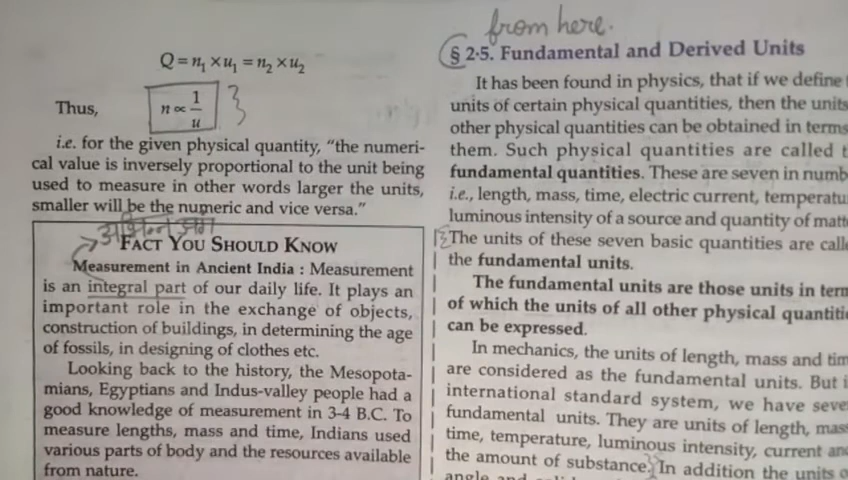 Q = n₁ × u₁ = n₂ × u₂
Thus, n ∝ 1/u
i.e. for the given physical quantity, "the numeri-
cal value is inversely proportional to the unit being
used to measure in other words larger the units,
smaller will be the numeric and vice versa."
अभिन्न अंग
FACT YOU SHOULD KNOW
Measurement in Ancient India : Measurement
is an integral part of our daily life. It plays an
important role in the exchange of objects,
construction of buildings, in determining the age
of fossils, in designing of clothes etc.
Looking back to the history, the Mesopota-
mians, Egyptians and Indus-valley people had a
good knowledge of measurement in 3-4 B.C. To
measure lengths, mass and time, Indians used
various parts of body and the resources available
from nature.
from here.
§ 2·5. Fundamental and Derived Units
It has been found in physics, that if we define
units of certain physical quantities, then the units
other physical quantities can be obtained in terms
them. Such physical quantities are called
fundamental quantities. These are seven in numb
i.e., length, mass, time, electric current, temperatu
luminous intensity of a source and quantity of matt
The units of these seven basic quantities are calle
the fundamental units.
The fundamental units are those units in term
of which the units of all other physical quantitie
can be expressed.
In mechanics, the units of length, mass and tim
are considered as the fundamental units. But i
international standard system, we have seve
fundamental units. They are units of length, mass
time, temperature, luminous intensity, current and
the amount of substance. In addition the units o
angle and